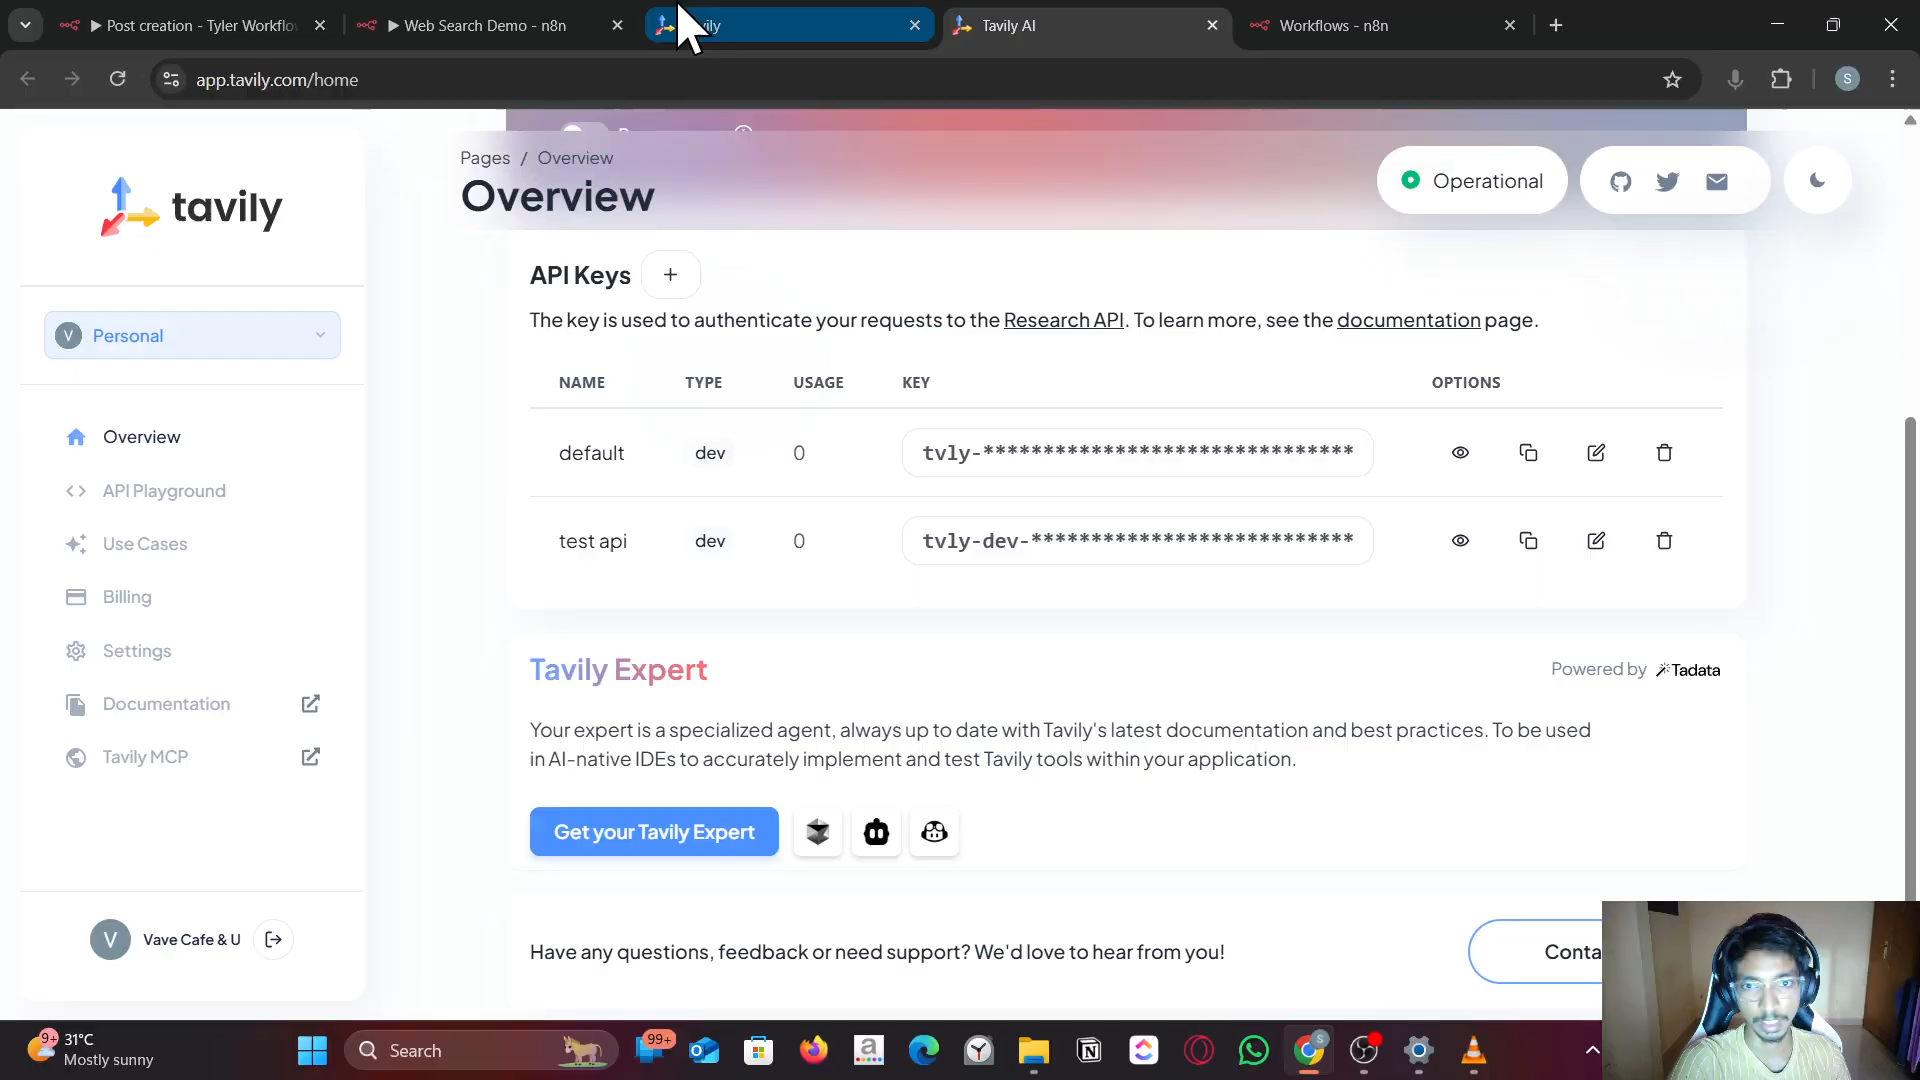 Post creation - Tyler Workflo
Web Search Demo - n8n
ily
Tavily AI
Workflows - n8n
app.tavily.com/home
S
tavily
Pages / Overview
Overview
Operational
V Personal
API Keys +
The key is used to authenticate your requests to the Research API. To learn more, see the documentation page.
NAME TYPE USAGE KEY OPTIONS
default dev 0 tvly-*******************************
test api dev 0 tvly-dev-***************************
Overview
API Playground
Use Cases
Billing
Settings
Documentation
Tavily MCP
Tavily Expert
Powered by Tadata
Your expert is a specialized agent, always up to date with Tavily's latest documentation and best practices. To be used
in AI-native IDEs to accurately implement and test Tavily tools within your application.
Get your Tavily Expert
V Vave Cafe & U
Have any questions, feedback or need support? We'd love to hear from you!
Conta
9+
31°C
Mostly sunny
Search
99+